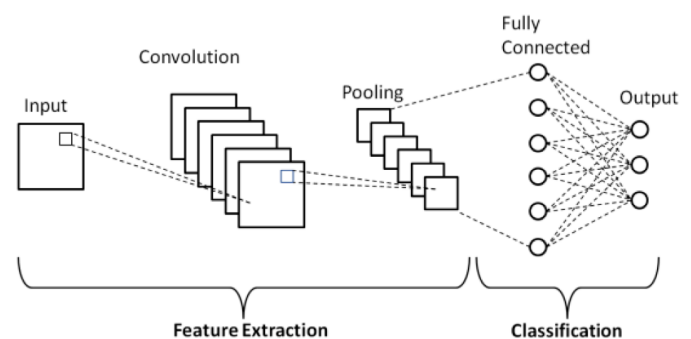 Input
Convolution
Pooling
Fully
Connected
Output
Feature Extraction
Classification